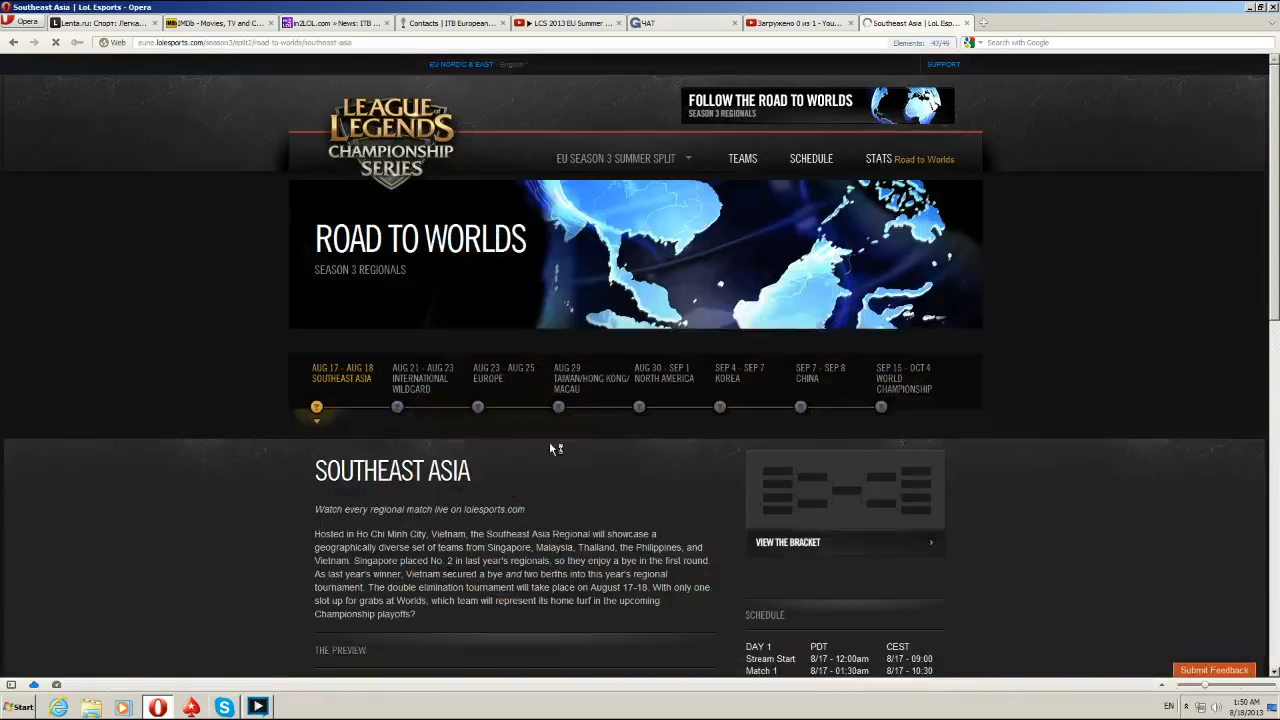 Southeast Asia | LoL Esports - Opera
Opera
Lenta.ru: Спорт: Легка...
IMDb - Movies, TV and C...
in2LOL.com » News: ITB ...
Contacts | ITB European...
LCS 2013 EU Summer ...
ЧАТ
Загружено 0 из 1 - You...
Southeast Asia | LoL Esp...
Web
eune.lolesports.com/season3/split2/road-to-worlds/southeast-asia
Elements: 47/49
Search with Google
EU NORDIC & EAST - English
SUPPORT
LEAGUE OF LEGENDS CHAMPIONSHIP SERIES
FOLLOW THE ROAD TO WORLDS
SEASON 3 REGIONALS
EU SEASON 3 SUMMER SPLIT
TEAMS
SCHEDULE
STATS
Road to Worlds
ROAD TO WORLDS
SEASON 3 REGIONALS
AUG 17 - AUG 18
SOUTHEAST ASIA
AUG 21 - AUG 23
INTERNATIONAL
WILDCARD
AUG 23 - AUG 25
EUROPE
AUG 29
TAIWAN/HONG KONG/
MACAU
AUG 30 - SEP 1
NORTH AMERICA
SEP 4 - SEP 7
KOREA
SEP 7 - SEP 8
CHINA
SEP 15 - OCT 4
WORLD
CHAMPIONSHIP
SOUTHEAST ASIA
Watch every regional match live on lolesports.com
Hosted in Ho Chi Minh City, Vietnam, the Southeast Asia Regional will showcase a
geographically diverse set of teams from Singapore, Malaysia, Thailand, the Philippines, and
Vietnam. Singapore placed No. 2 in last year's regionals, so they enjoy a bye in the first round.
As last year's winner, Vietnam secured a bye and two berths into this year's regional
tournament. The double elimination tournament will take place on August 17-18. With only one
slot up for grabs at Worlds, which team will represent its home turf in the upcoming
Championship playoffs?
THE PREVIEW
VIEW THE BRACKET
SCHEDULE
DAY 1 PDT CEST
Stream Start 8/17 - 12:00am 8/17 - 09:00
Match 1 8/17 - 01:30am 8/17 - 10:30
Submit Feedback
Start
EN
1:50 AM
8/18/2013